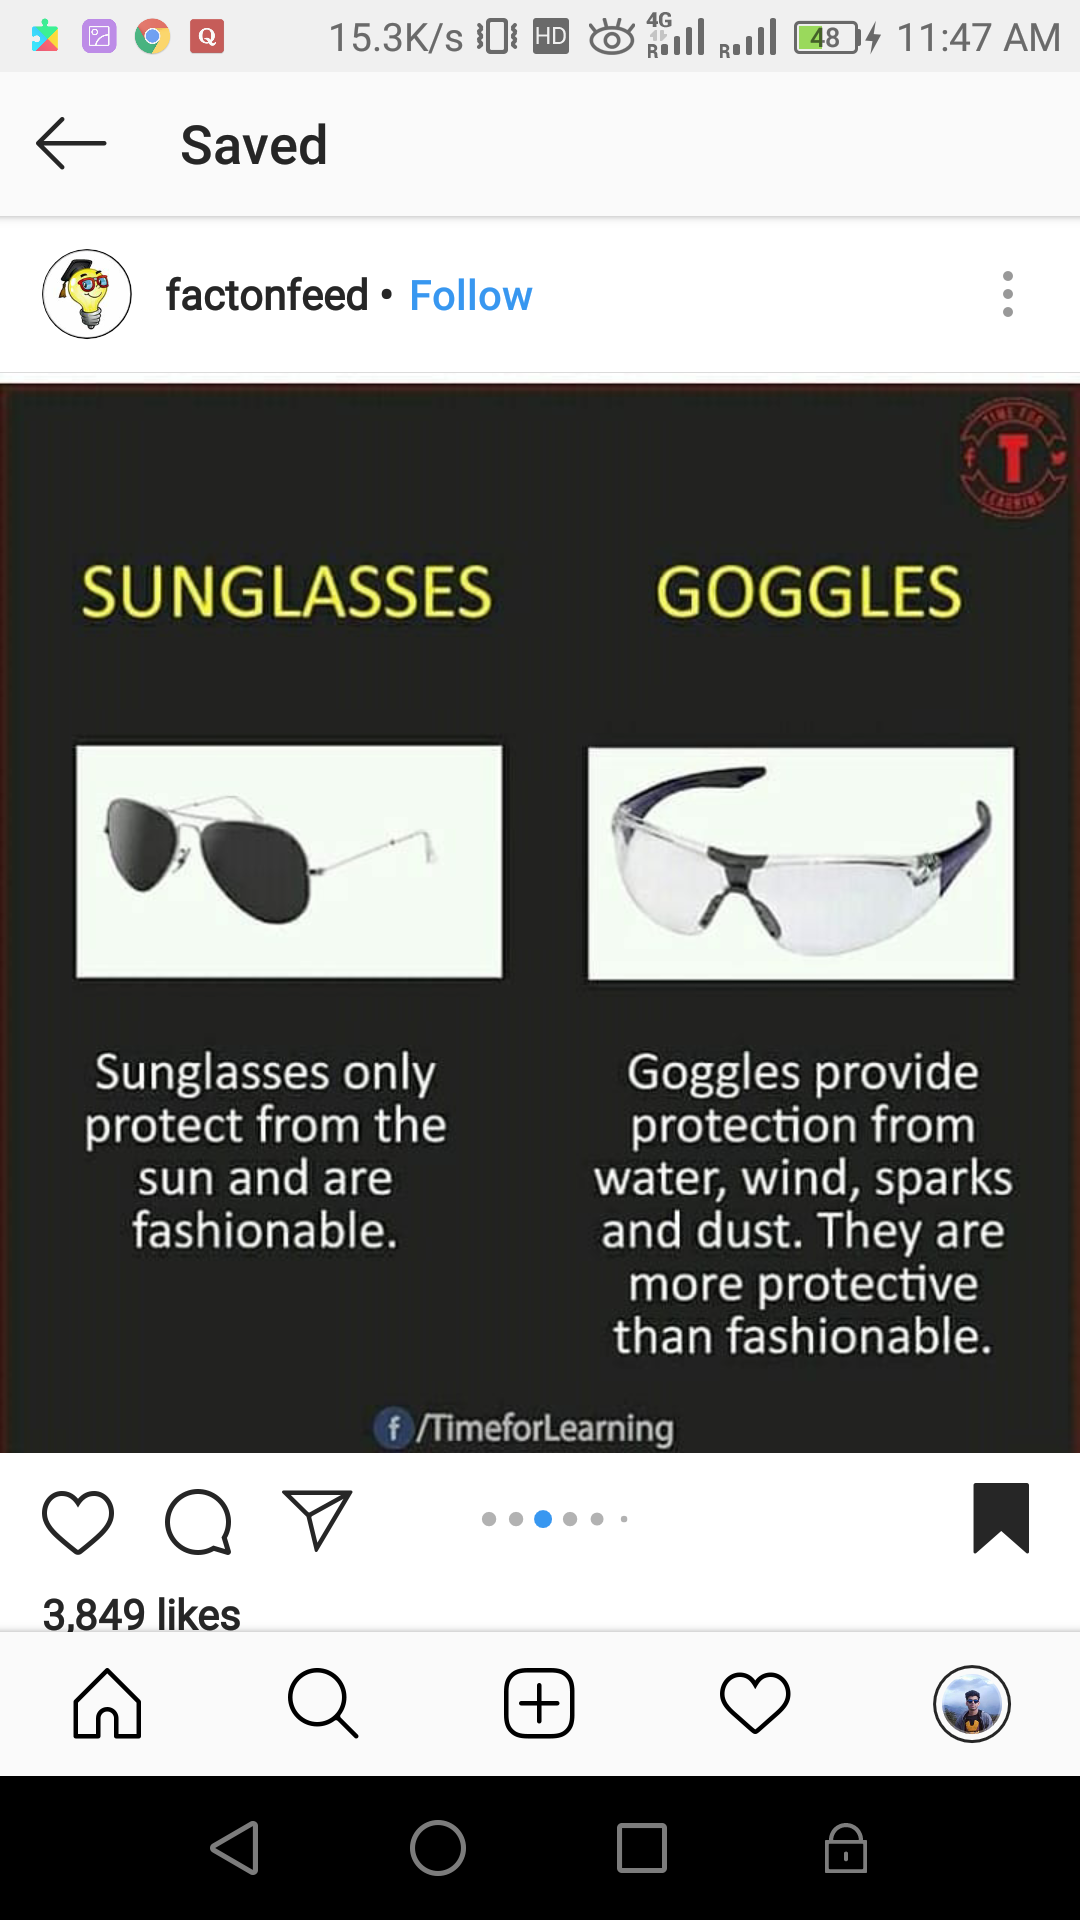 15.3K/s HD 4G R R 48 11:47 AM
Saved
factonfeed • Follow
TIME FOR
T
LEARNING
SUNGLASSES GOGGLES
Sunglasses only
protect from the
sun and are
fashionable.
Goggles provide
protection from
water, wind, sparks
and dust. They are
more protective
than fashionable.
f/TimeforLearning
3,849 likes